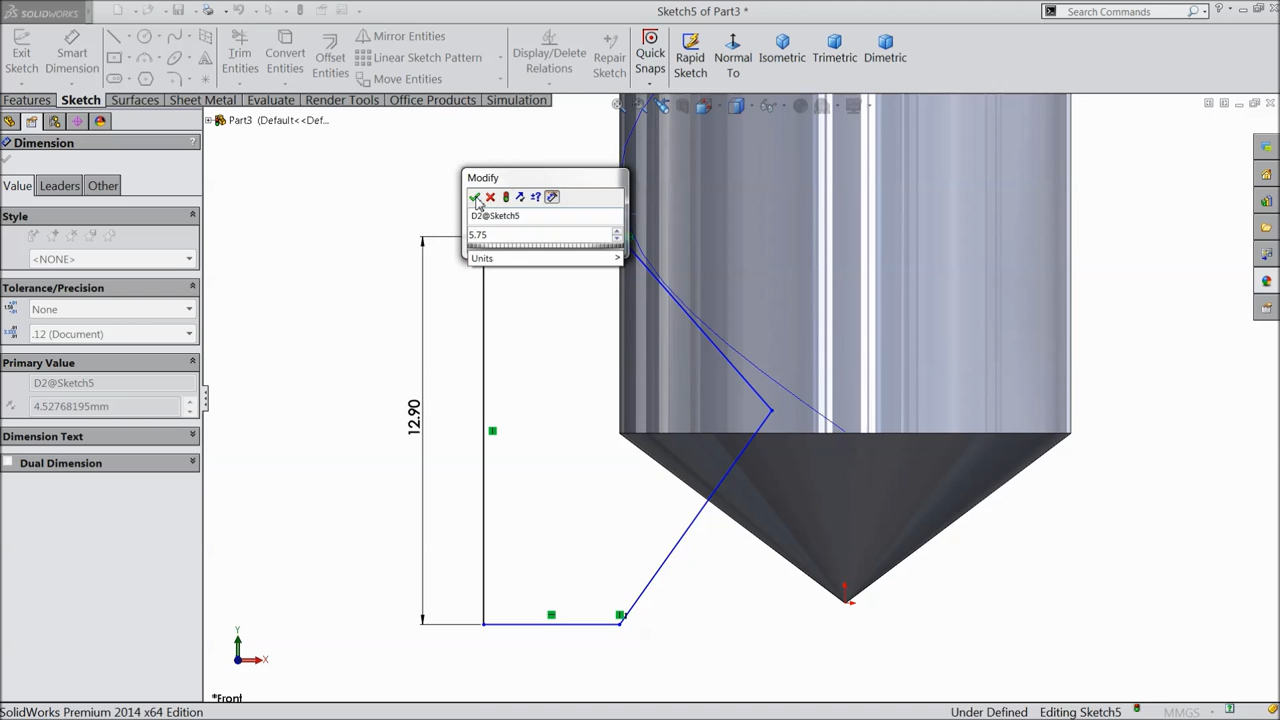 SOLIDWORKS
Sketch5 of Part3 *
Search Commands
?
Exit Sketch
Smart Dimension
Trim Entities
Convert Entities
Offset Entities
Mirror Entities
Linear Sketch Pattern
Move Entities
Display/Delete Relations
Repair Sketch
Quick Snaps
Rapid Sketch
Normal To
Isometric
Trimetric
Dimetric
Features
Sketch
Surfaces
Sheet Metal
Evaluate
Render Tools
Office Products
Simulation
Part3 (Default<<Def...
Dimension
?
Value
Leaders
Other
Style
<NONE>
Tolerance/Precision
None
.12 (Document)
Primary Value
D2@Sketch5
4.52768195mm
Dimension Text
Dual Dimension
Modify
±?
D2@Sketch5
5.75
Units >
12.90
Y
X
*Front
SolidWorks Premium 2014 x64 Edition
Under Defined
Editing Sketch5
MMGS
?